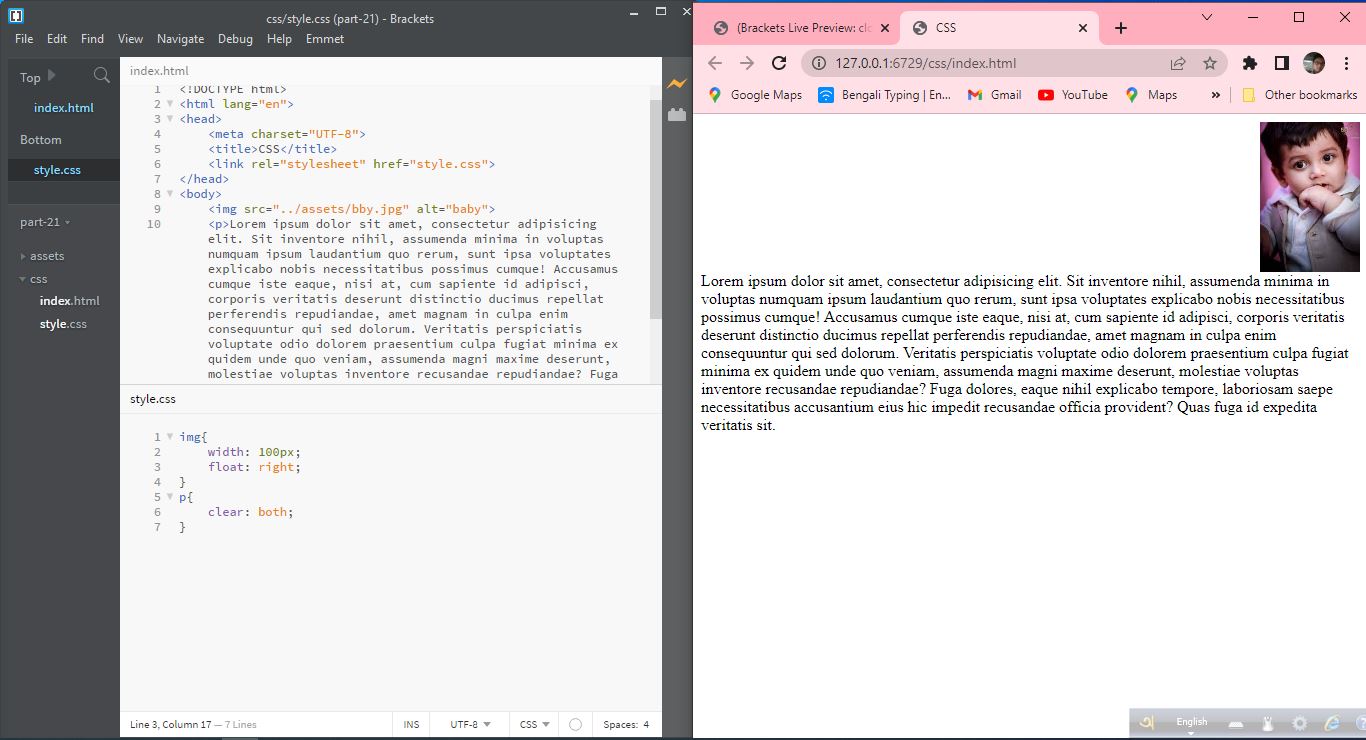 css/style.css (part-21) - Brackets
File Edit Find View Navigate Debug Help Emmet
Top
index.html
Bottom
style.css
part-21
assets
css
index.html
style.css
index.html
1 <!DOCTYPE html>
2 <html lang="en">
3 <head>
4 <meta charset="UTF-8">
5 <title>CSS</title>
6 <link rel="stylesheet" href="style.css">
7 </head>
8 <body>
9 <img src="../assets/bby.jpg" alt="baby">
10 <p>Lorem ipsum dolor sit amet, consectetur adipisicing
elit. Sit inventore nihil, assumenda minima in voluptas
numquam ipsum laudantium quo rerum, sunt ipsa voluptates
explicabo nobis necessitatibus possimus cumque! Accusamus
cumque iste eaque, nisi at, cum sapiente id adipisci,
corporis veritatis deserunt distinctio ducimus repellat
perferendis repudiandae, amet magnam in culpa enim
consequuntur qui sed dolorum. Veritatis perspiciatis
voluptate odio dolorem praesentium culpa fugiat minima ex
quidem unde quo veniam, assumenda magni maxime deserunt,
molestiae voluptas inventore recusandae repudiandae? Fuga
style.css
1 img{
2 width: 100px;
3 float: right;
4 }
5 p{
6 clear: both;
7 }
Line 3, Column 17 — 7 Lines
INS UTF-8 CSS Spaces: 4
(Brackets Live Preview: clo
CSS
127.0.0.1:6729/css/index.html
Google Maps Bengali Typing | En... Gmail YouTube Maps » Other bookmarks
Lorem ipsum dolor sit amet, consectetur adipisicing elit. Sit inventore nihil, assumenda minima in
voluptas numquam ipsum laudantium quo rerum, sunt ipsa voluptates explicabo nobis necessitatibus
possimus cumque! Accusamus cumque iste eaque, nisi at, cum sapiente id adipisci, corporis veritatis
deserunt distinctio ducimus repellat perferendis repudiandae, amet magnam in culpa enim
consequuntur qui sed dolorum. Veritatis perspiciatis voluptate odio dolorem praesentium culpa fugiat
minima ex quidem unde quo veniam, assumenda magni maxime deserunt, molestiae voluptas
inventore recusandae repudiandae? Fuga dolores, eaque nihil explicabo tempore, laboriosam saepe
necessitatibus accusantium eius hic impedit recusandae officia provident? Quas fuga id expedita
veritatis sit.
English